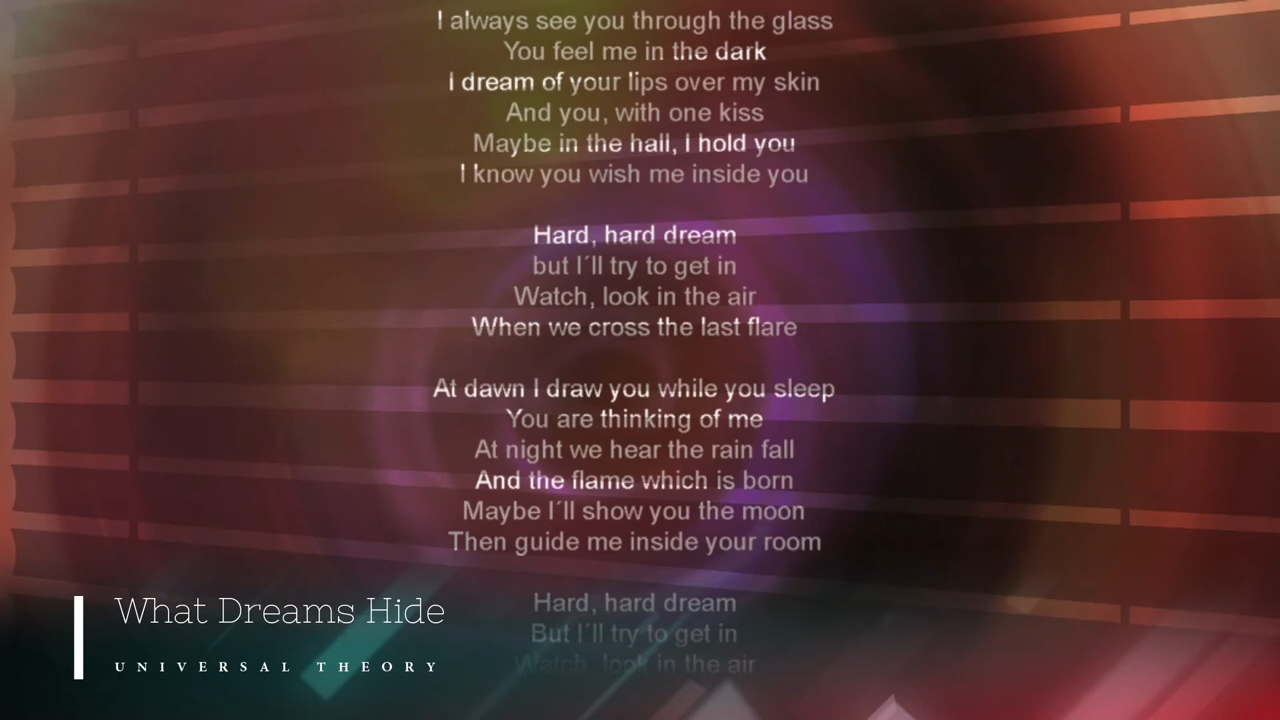 I always see you through the glass
You feel me in the dark
I dream of your lips over my skin
And you, with one kiss
Maybe in the hall, I hold you
I know you wish me inside you
Hard, hard dream
but I´ll try to get in
Watch, look in the air
When we cross the last flare
At dawn I draw you while you sleep
You are thinking of me
At night we hear the rain fall
And the flame which is born
Maybe I´ll show you the moon
Then guide me inside your room
Hard, hard dream
But I´ll try to get in
Watch, look in the air
What Dreams Hide
UNIVERSAL THEORY